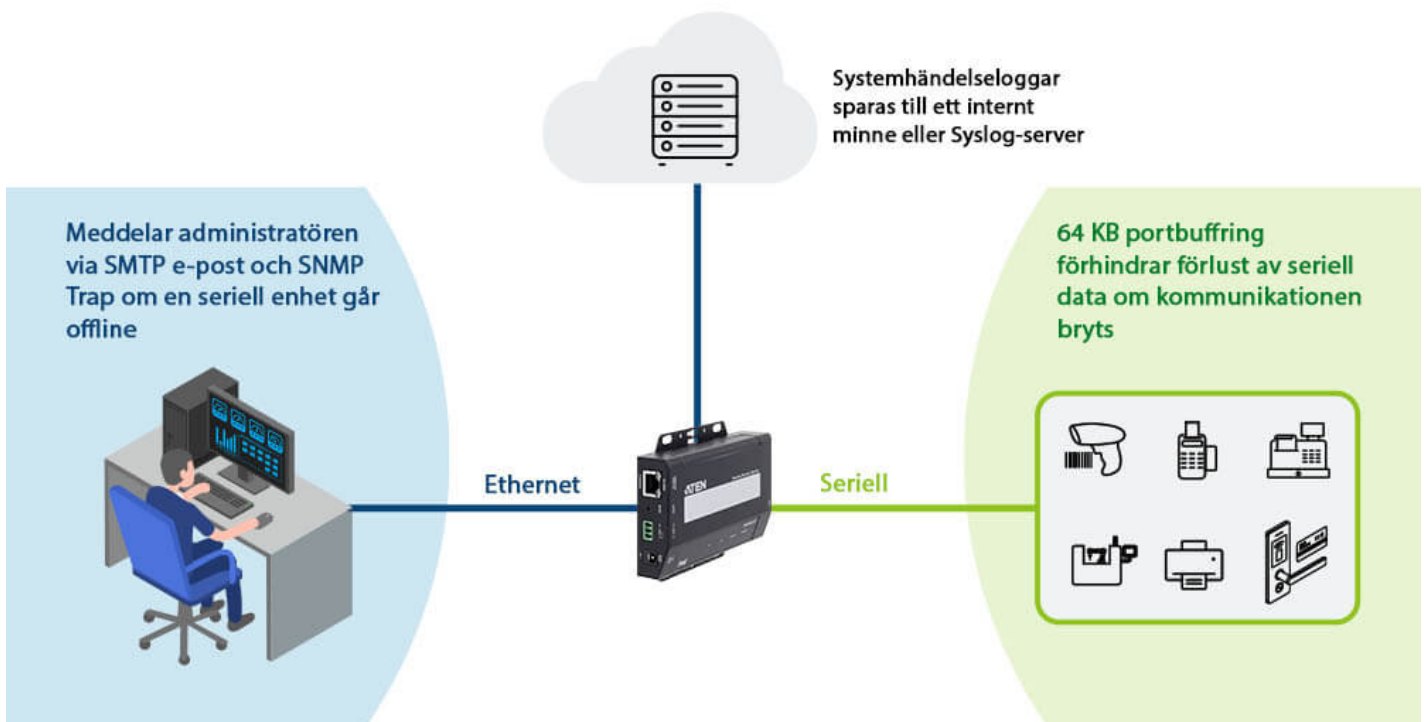 Systemhändelseloggar
sparas till ett internt
minne eller Syslog-server
Meddelar administratören
via SMTP e-post och SNMP
Trap om en seriell enhet går
offline
64 KB portbuffring
förhindrar förlust av seriell
data om kommunikationen
bryts
Ethernet
ATEN
Seriell